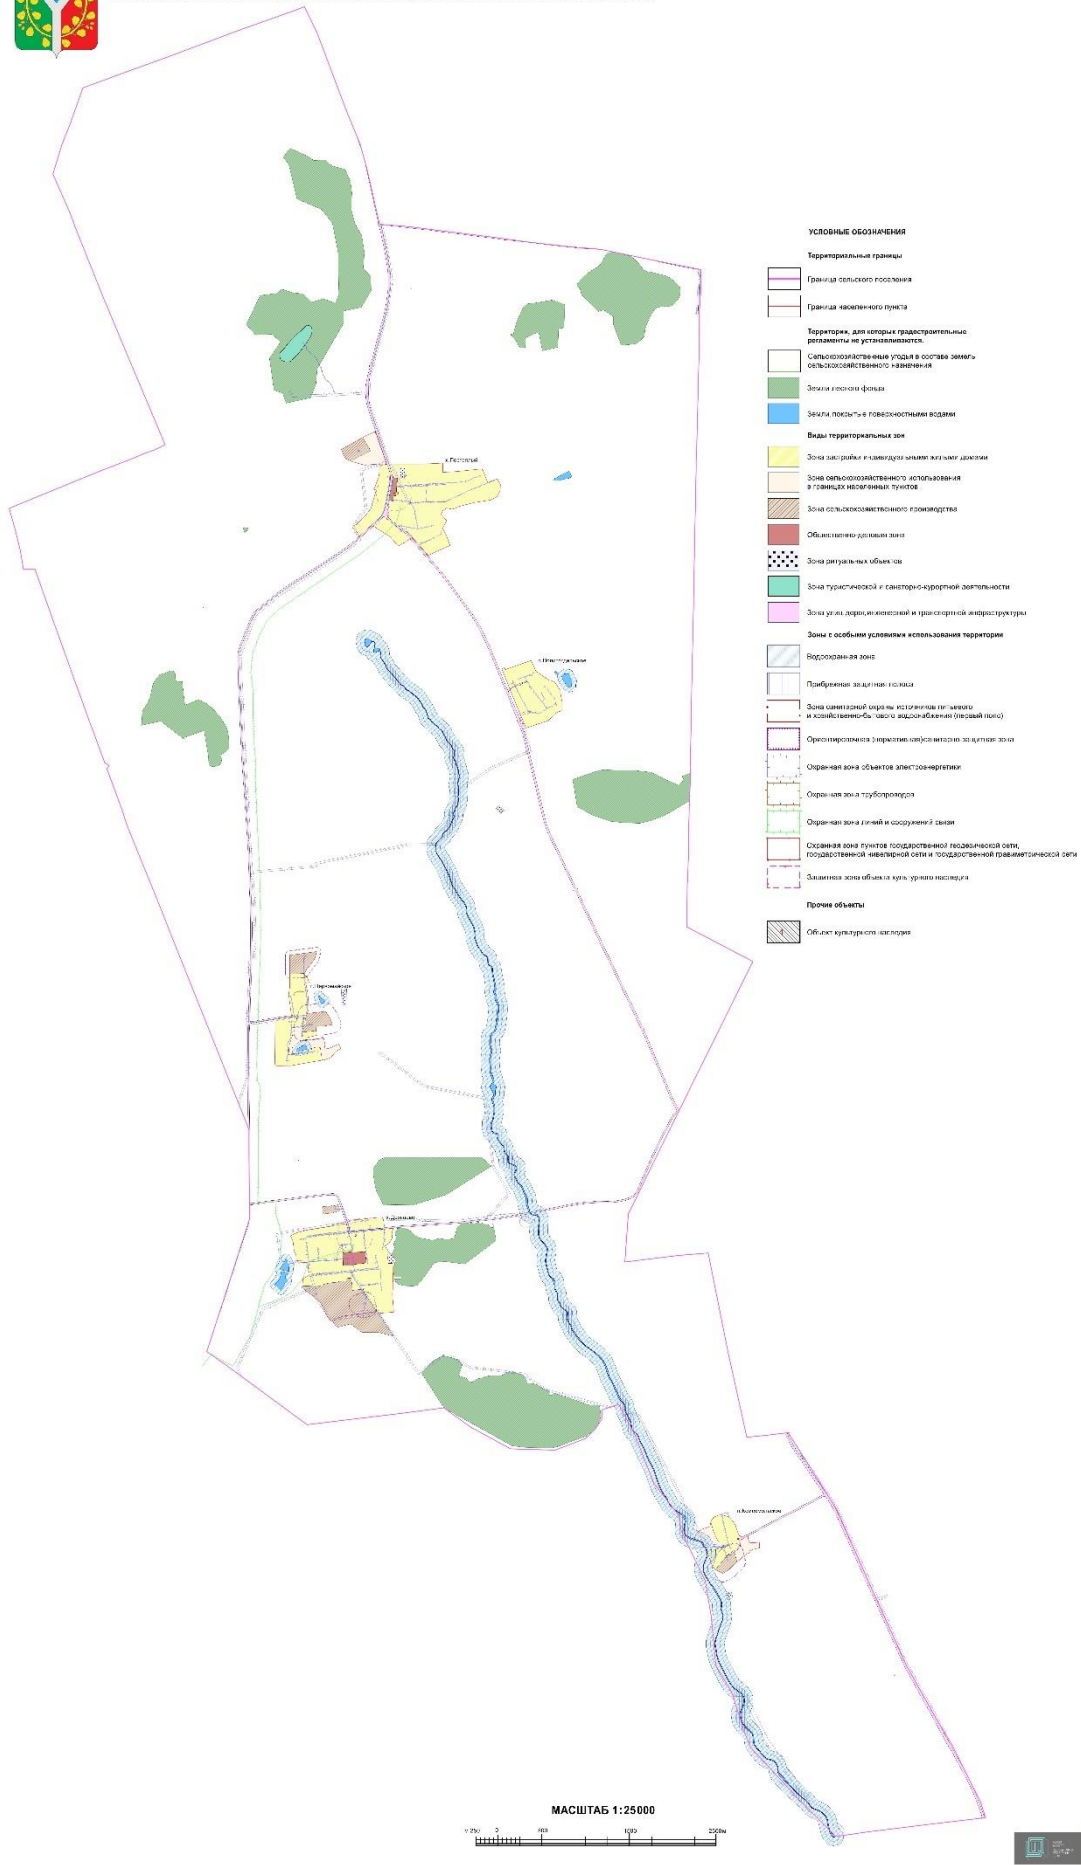 УСЛОВНЫЕ ОБОЗНАЧЕНИЯ
Территориальные границы
Граница сельского поселения
Граница населенного пункта
Территории, для которых градостроительные
регламенты не устанавливаются.
Сельскохозяйственные угодья в составе земель
сельскохозяйственного назначения
Земли лесного фонда
Земли, покрытые поверхностными водами
Виды территориальных зон
Зона застройки индивидуальными жилыми домами
Зона сельскохозяйственного использования
в границах населенных пунктов
Зона сельскохозяйственного производства
Общественно-деловая зона
Зона ритуальных объектов
Зона туристической и санаторно-курортной деятельности
Зона улиц, дорог, инженерной и транспортной инфраструктуры
Зоны с особыми условиями использования территории
Водоохранная зона
Прибрежная защитная полоса
Зона санитарной охраны источников питьевого
и хозяйственно-бытового водоснабжения (первый пояс)
Ориентировочная (нормативная) санитарно-защитная зона
Охранная зона объектов электроэнергетики
Охранная зона трубопроводов
Охранная зона линий и сооружений связи
Охранная зона пунктов государственной геодезической сети,
государственной нивелирной сети и государственной гравиметрической сети
Защитная зона объекта культурного наследия
Прочие объекты
Объект культурного наследия
п. Первомайское
МАСШТАБ 1:25000